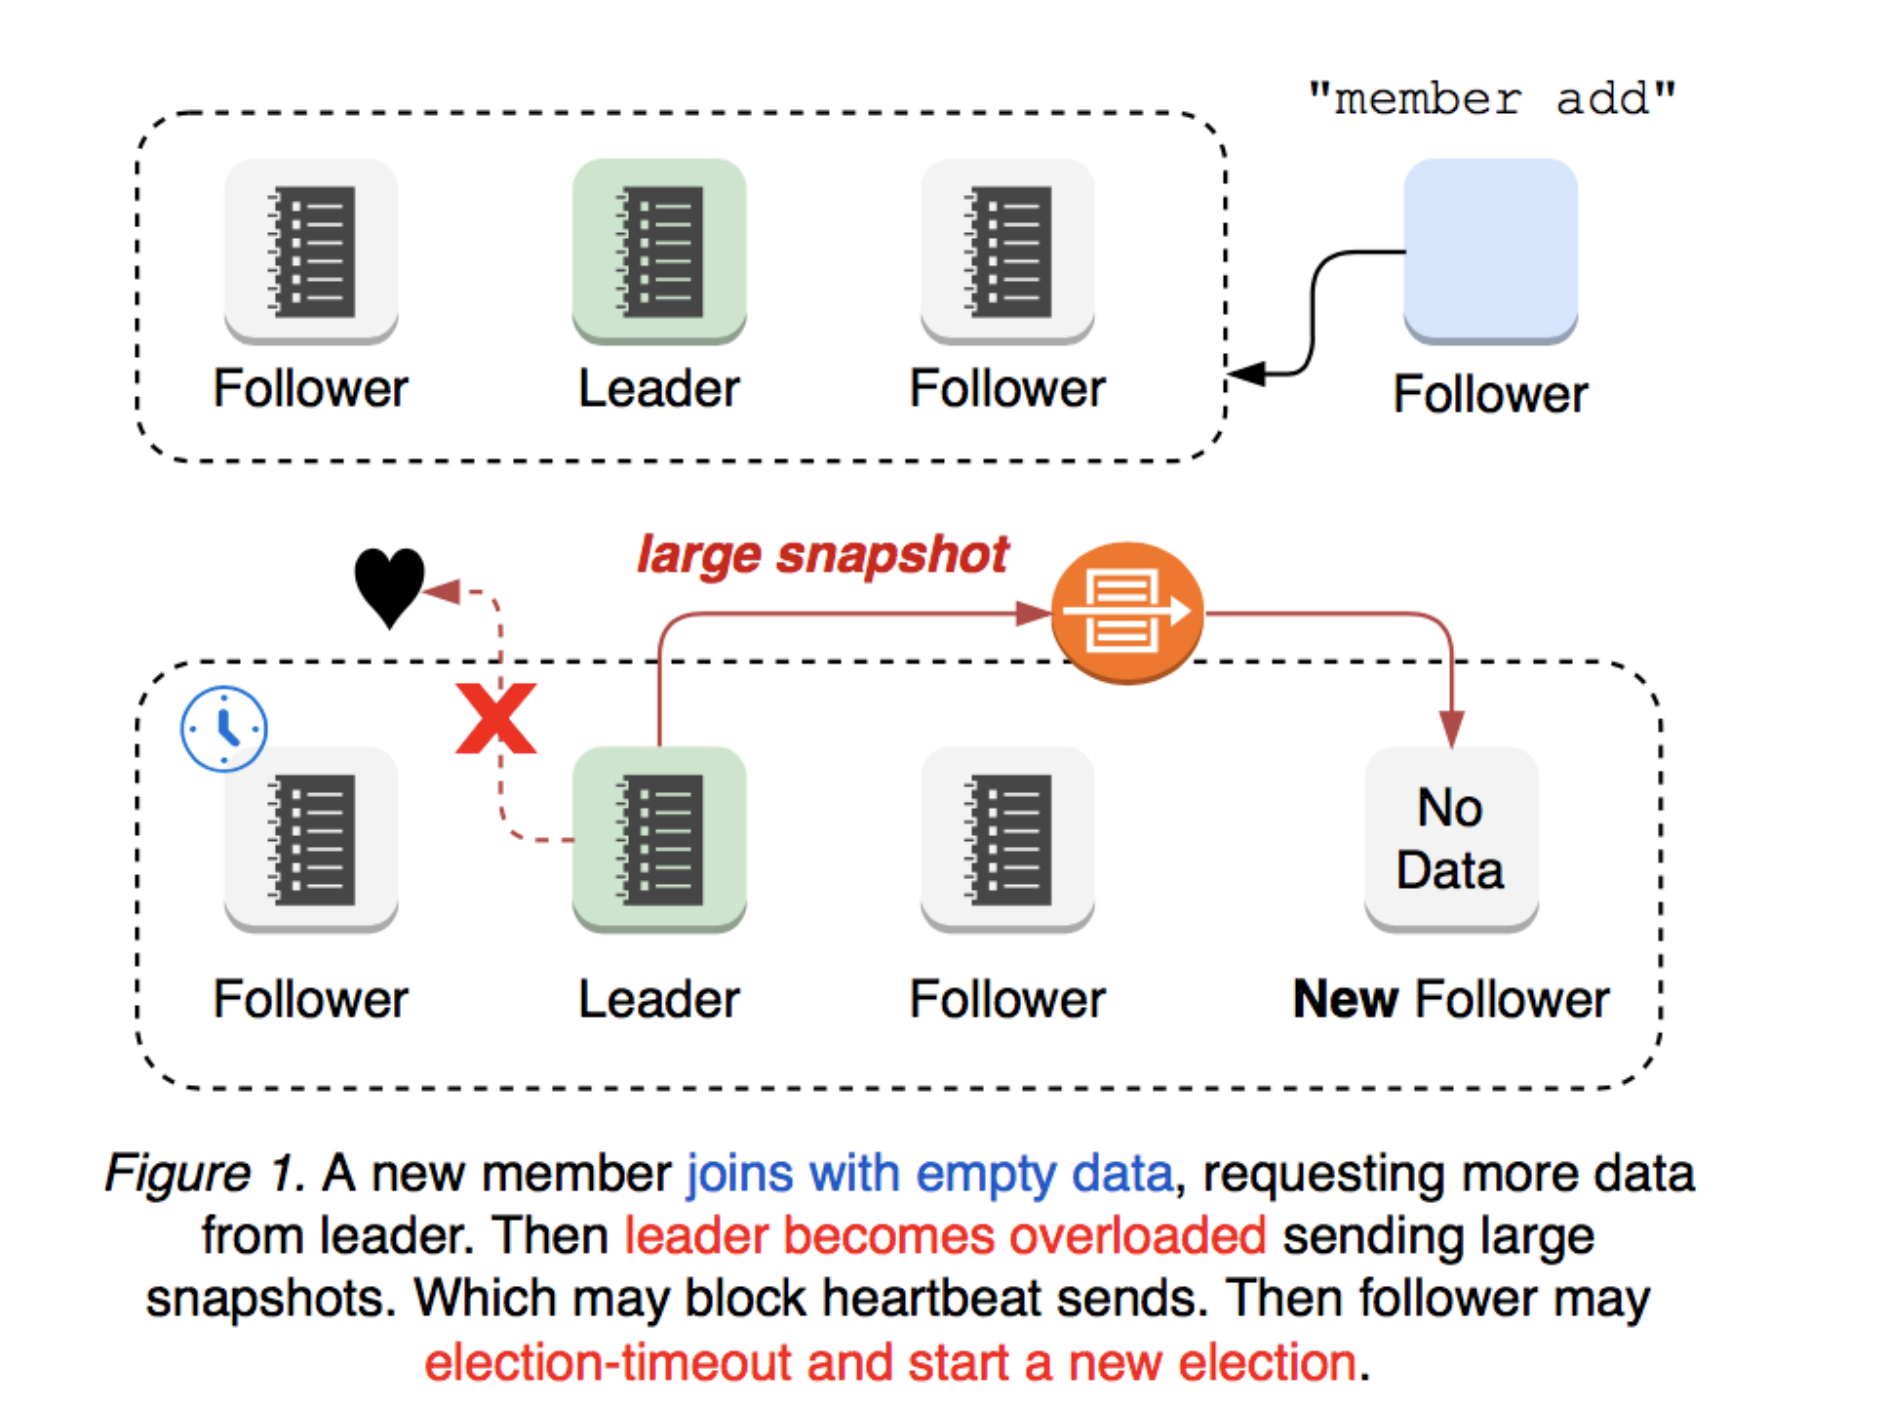 "member add"
Follower
Leader
Follower
Follower
large snapshot
No
Data
Follower
Leader
Follower
New Follower
Figure 1. A new member joins with empty data, requesting more data
from leader. Then leader becomes overloaded sending large
snapshots. Which may block heartbeat sends. Then follower may
election-timeout and start a new election.